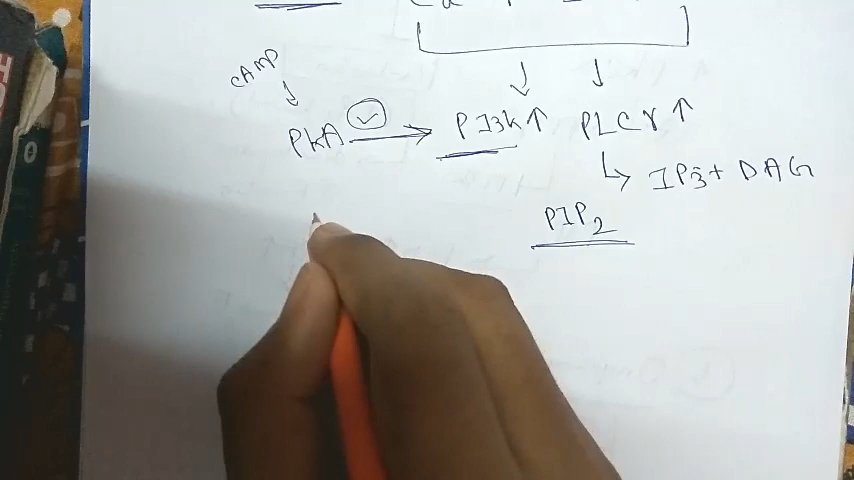 cAMP
PKA → PI3K↑ PLCγ↑
↳ IP3 + DAG
PIP2